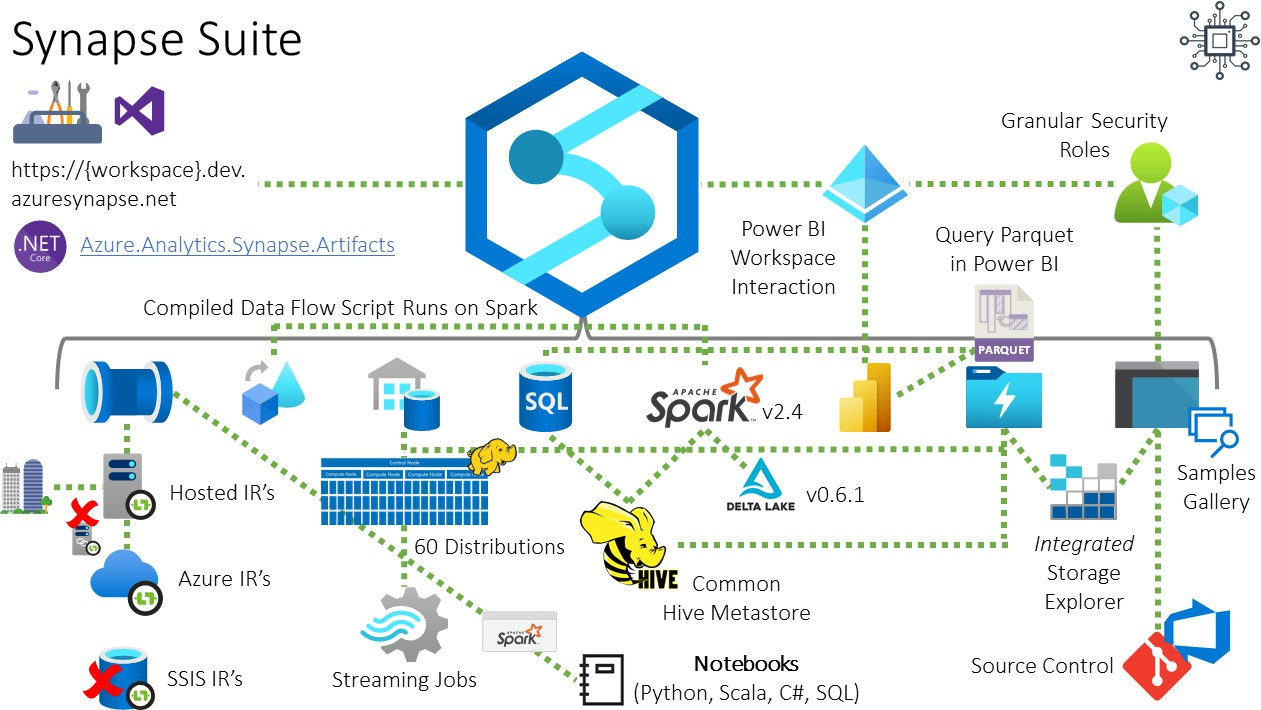 Synapse Suite
https://{workspace}.dev.
azuresynapse.net
.NET
Core
Azure.Analytics.Synapse.Artifacts
Granular Security
Roles
Power BI
Workspace
Interaction
Query Parquet
in Power BI
PARQUET
Compiled Data Flow Script Runs on Spark
SQL
APACHE
Spark™
v2.4
Samples
Gallery
Control Node
Compute Node
Compute Node
Compute Node
Compute N
60 Distributions
DELTA LAKE
v0.6.1
HIVE
Common
Hive Metastore
Integrated
Storage
Explorer
Hosted IR's
Azure IR's
SSIS IR's
Streaming Jobs
APACHE
Spark
Notebooks
(Python, Scala, C#, SQL)
Source Control